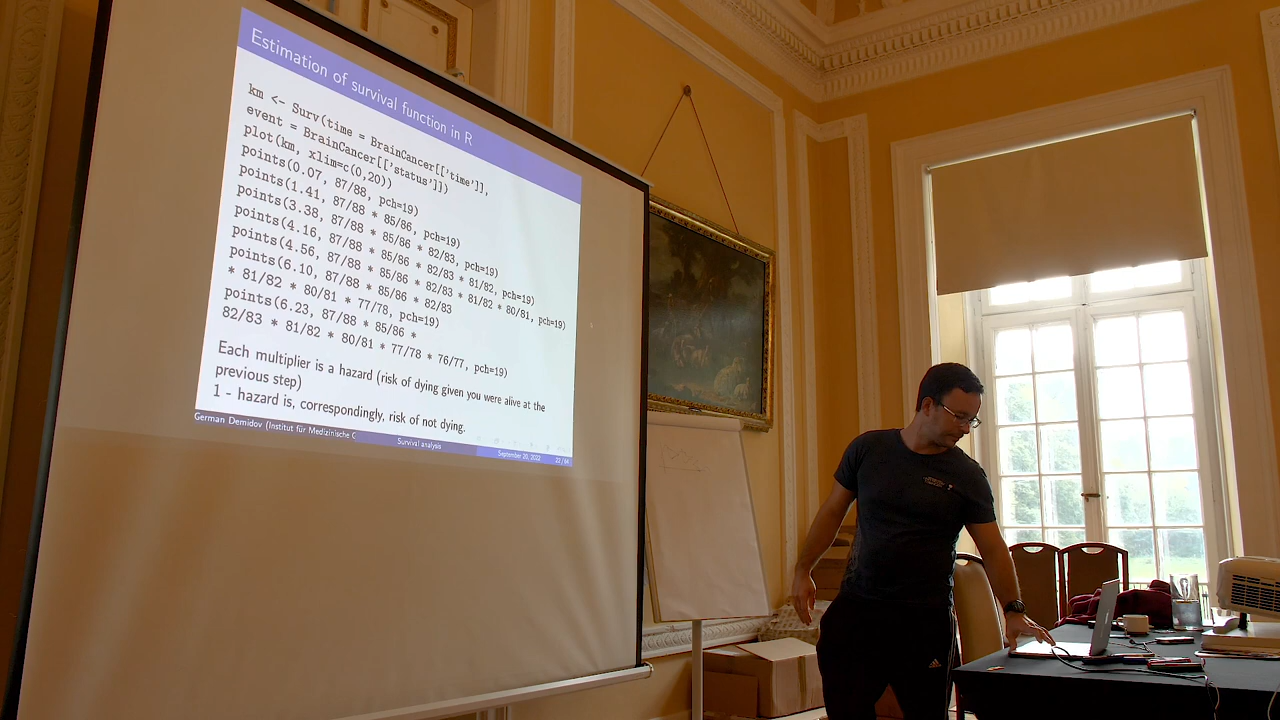 Estimation of survival function in R
km <- Surv(time = BrainCancer[['time']],
event = BrainCancer[['status']])
plot(km, xlim=c(0,20))
points(0.07, 87/88, pch=19)
points(1.41, 87/88 * 85/86, pch=19)
points(3.38, 87/88 * 85/86 * 82/83, pch=19)
points(4.16, 87/88 * 85/86 * 82/83 * 81/82, pch=19)
points(4.56, 87/88 * 85/86 * 82/83 * 81/82 * 80/81, pch=19)
points(6.10, 87/88 * 85/86 * 82/83
* 81/82 * 80/81 * 77/78, pch=19)
points(6.23, 87/88 * 85/86 *
82/83 * 81/82 * 80/81 * 77/78 * 76/77, pch=19)
Each multiplier is a hazard (risk of dying given you were alive at the
previous step)
1 - hazard is, correspondingly, risk of not dying.
German Demidov (Institut für Medizinische G
Survival analysis
September 20, 2022
22 / 64